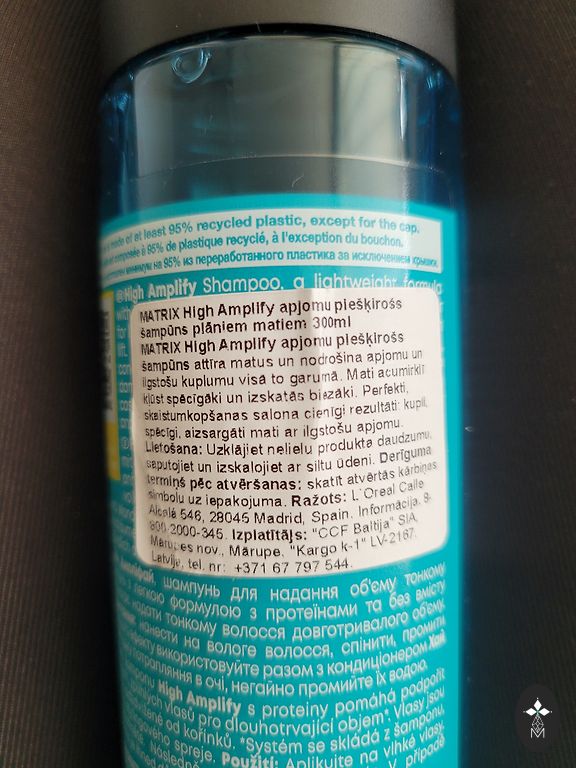 is made of at least 95% recycled plastic, except for the cap.
composée à 95% de plastique recyclé, à l'exception du bouchon.
минимум на 95% из переработанного пластика за исключением крышки.
High Amplify Shampoo, a lightweight formula
MATRIX High Amplify apjomu piešķirošs
šampūns plāniem matiem 300ml
MATRIX High Amplify apjomu piešķirošs
šampūns attīra matus un nodrošina apjomu un
ilgstošu kuplumu visā to garumā. Mati acumirklī
kļūst spēcīgāki un izskatās biezāki. Perfekti,
skaistumkopšanas salona cienīgi rezultāti: kupli,
spēcīgi, aizsargāti mati ar ilgstošu apjomu.
Lietošana: Uzklājiet nelielu produkta daudzumu,
saputojiet un izskalojiet ar siltu ūdeni. Derīguma
termiņš pēc atvēršanas: skatīt atvērtās kārbiņas
simbolu uz iepakojuma. Ražots: L'Oreal Calle
Alcalá 546, 28045 Madrid, Spain. Informācija, 8-
800-2000-345. Izplatītājs: "CCF Baltija" SIA,
Mārupes nov., Mārupe, "Kargo k-1" LV-2167,
Latvije, tel. nr: +371 67 797 544.
шампунь для надання об'єму тонкому
з легкою формулою з протеїнами та без вмісту
надати тонкому волоссю довготривалого об'єму.
нанести на вологе волосся, спінити, промити
використовуйте разом з кондиціонером Хай
потрапляння в очі, негайно промийте їх водою.
High Amplify s proteiny pomáhá podpořit
vlasů pro dlouhotrvající objem*. Vlasy jsou
od kořínků. *Systém se skládá z šamponu,
spreje. Použití: Aplikujte na vlhké vlasy,
Následně
v případě
M